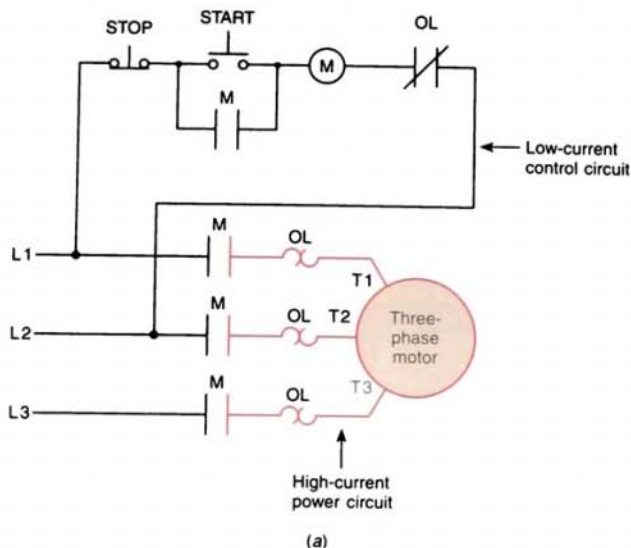 START
STOP
OL
M
M
Low-current
control circuit
M
OL
L1
T1
M
OL
T2
L2
Three-
phase
motor
M
OL
T3
L3
High-current
power circuit
(a)